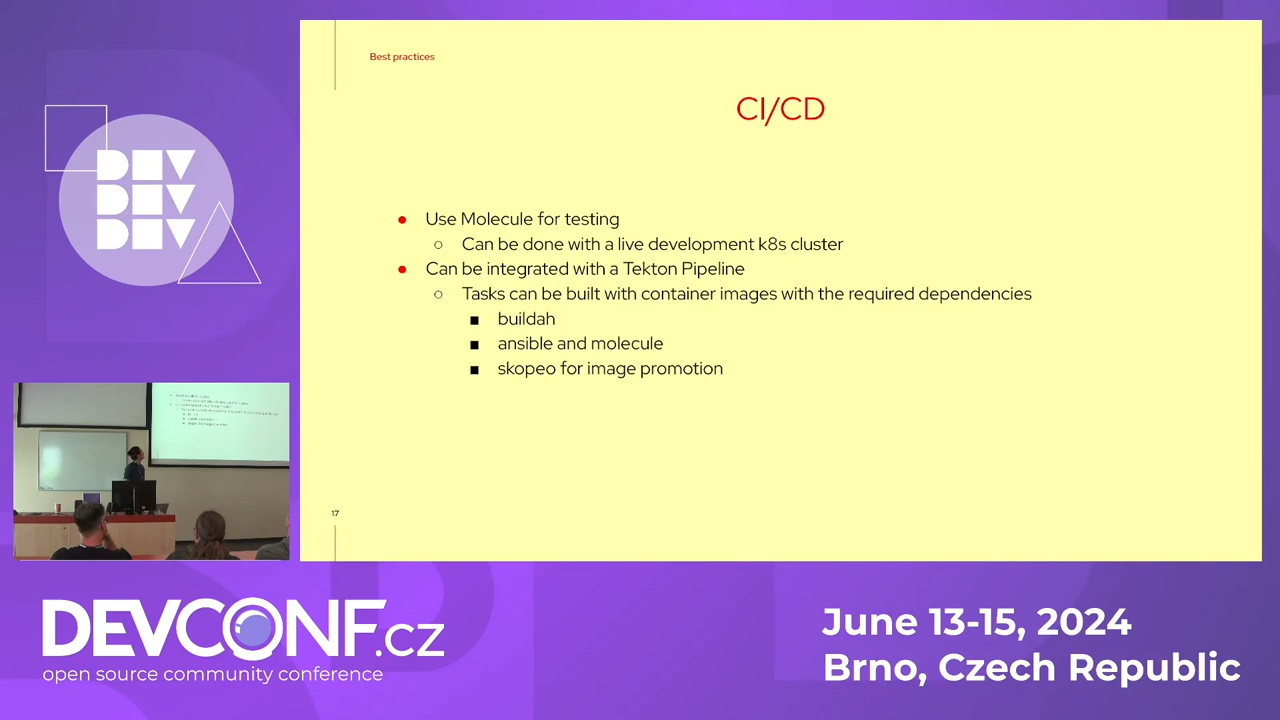 Best practices
CI/CD
● Use Molecule for testing
○ Can be done with a live development k8s cluster
● Can be integrated with a Tekton Pipeline
○ Tasks can be built with container images with the required dependencies
■ buildah
■ ansible and molecule
■ skopeo for image promotion
17
DEV
DEV
DEV
DEVCONF.cz
open source community conference
June 13-15, 2024
Brno, Czech Republic